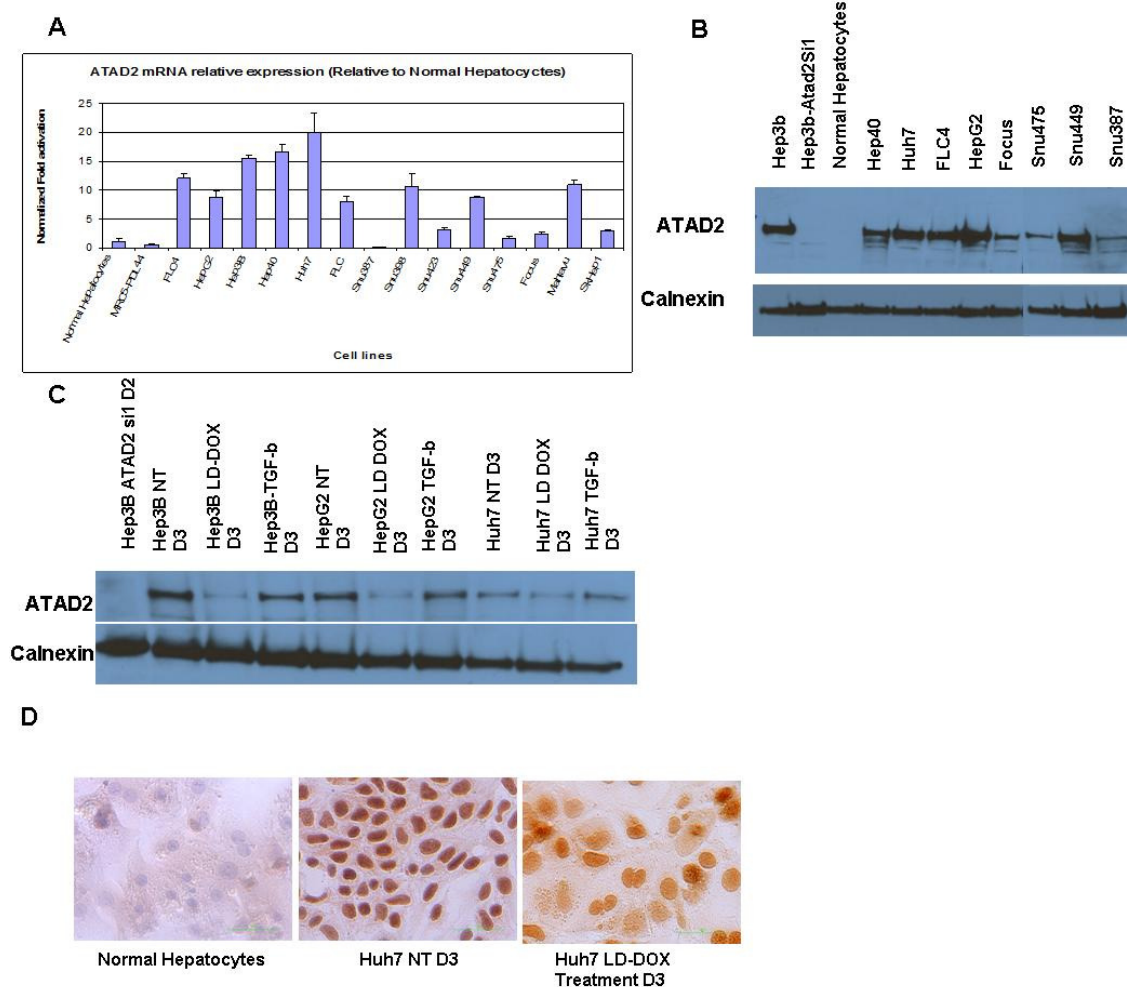 A
ATAD2 mRNA relative expression (Relative to Normal Hepatocyctes)
Normalized Fold activation
25
20
15
10
5
0
Normal Hepatocytes
MRC5-PDL44
FLC4
HepG2
Hep3B
Hep40
Huh7
FLC
Snu387
Snu398
Snu423
Snu449
Snu475
Focus
Mahlavu
SkHep1
Cell lines
B
Hep3b
Hep3b-Atad2Si1
Normal Hepatocytes
Hep40
Huh7
FLC4
HepG2
Focus
Snu475
Snu449
Snu387
ATAD2
Calnexin
C
Hep3B ATAD2 si1 D2
Hep3B NT
D3
Hep3B LD-DOX
D3
Hep3B-TGF-b
D3
HepG2 NT
D3
HepG2 LD DOX
D3
HepG2 TGF-b
D3
Huh7 NT D3
Huh7 LD DOX
D3
Huh7 TGF-b
D3
ATAD2
Calnexin
D
Normal Hepatocytes
Huh7 NT D3
Huh7 LD-DOX
Treatment D3